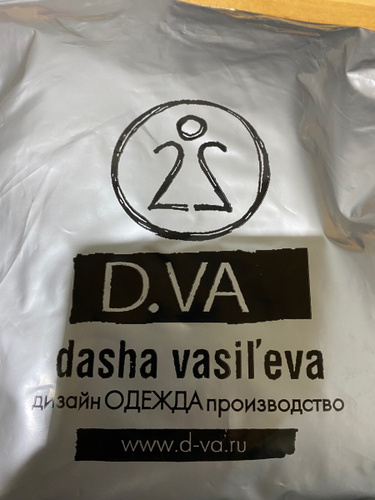 D.VA
dasha vasil'eva
дизайн ОДЕЖДА производство
www.d-va.ru